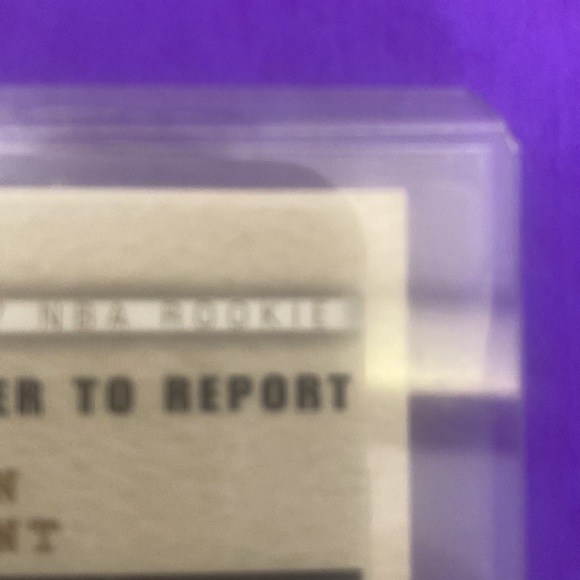 NBA ROOKIE
ER TO REPORT
N
NT